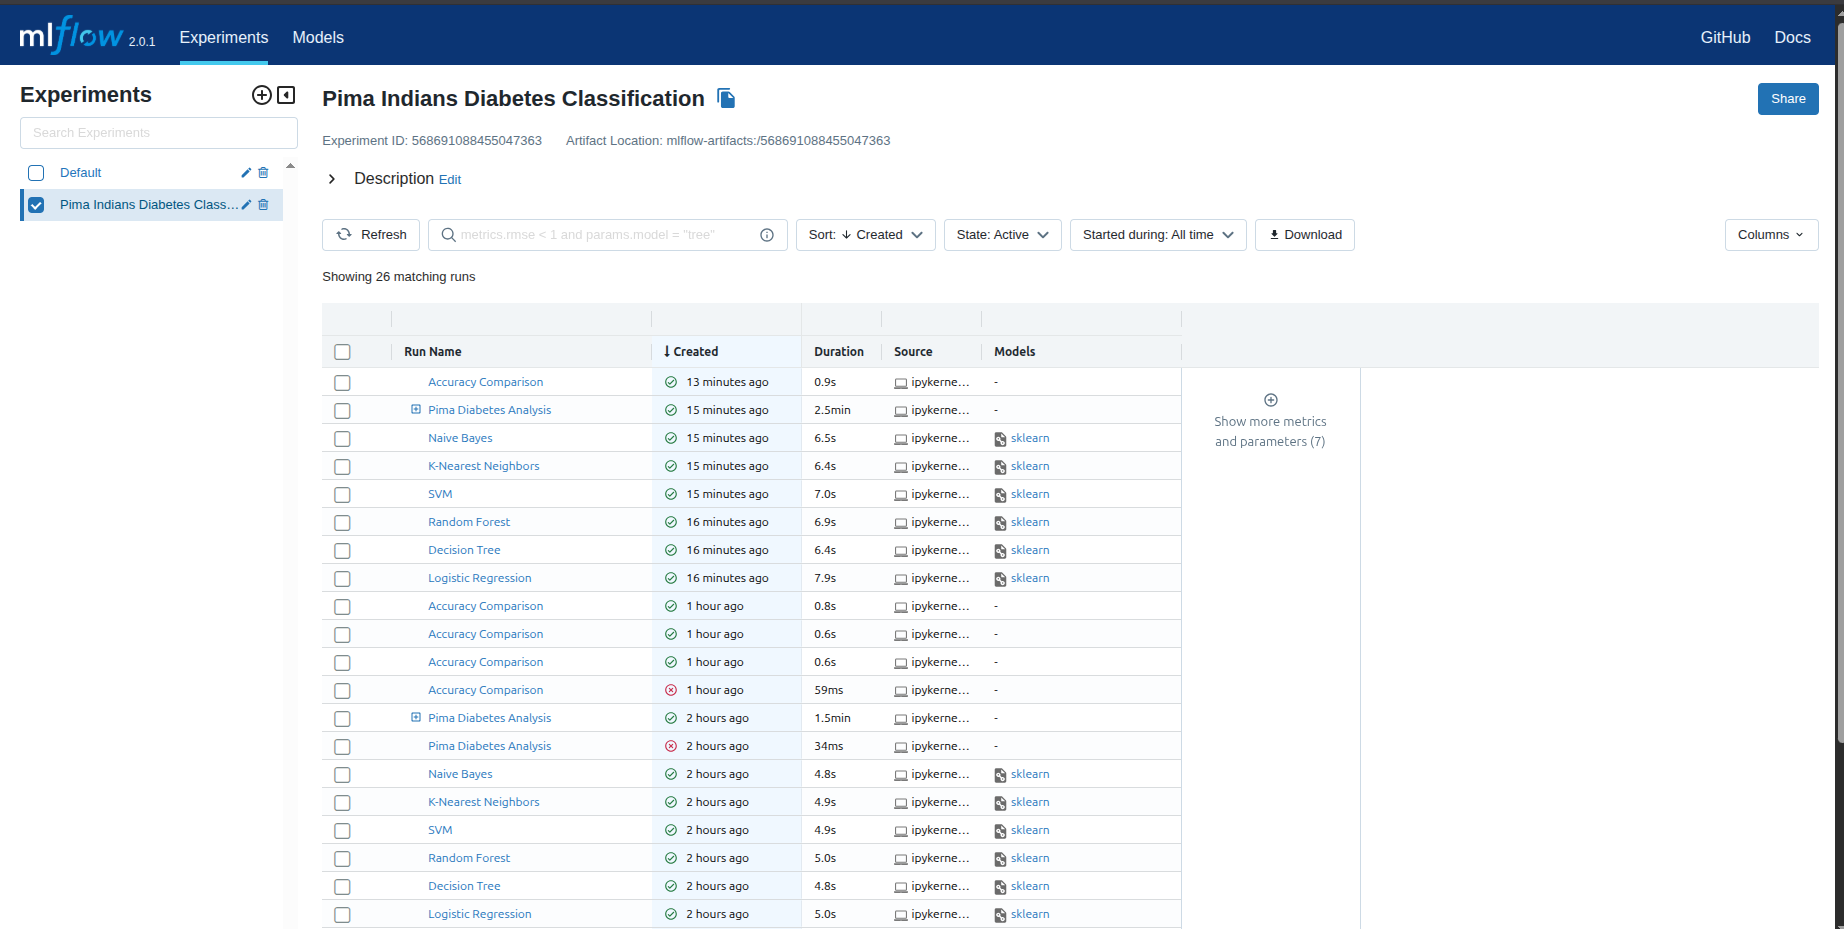 mlflow 2.0.1 Experiments Models GitHub Docs
Experiments
Search Experiments
Default
Pima Indians Diabetes Class...
Pima Indians Diabetes Classification
Share
Experiment ID: 568691088455047363 Artifact Location: mlflow-artifacts:/568691088455047363
Description Edit
Refresh metrics.rmse < 1 and params.model = "tree" Sort: Created State: Active Started during: All time Download Columns
Showing 26 matching runs
Run Name Created Duration Source Models
Accuracy Comparison 13 minutes ago 0.9s ipykerne... -
Pima Diabetes Analysis 15 minutes ago 2.5min ipykerne... -
Naive Bayes 15 minutes ago 6.5s ipykerne... sklearn
K-Nearest Neighbors 15 minutes ago 6.4s ipykerne... sklearn
SVM 15 minutes ago 7.0s ipykerne... sklearn
Random Forest 16 minutes ago 6.9s ipykerne... sklearn
Decision Tree 16 minutes ago 6.4s ipykerne... sklearn
Logistic Regression 16 minutes ago 7.9s ipykerne... sklearn
Accuracy Comparison 1 hour ago 0.8s ipykerne... -
Accuracy Comparison 1 hour ago 0.6s ipykerne... -
Accuracy Comparison 1 hour ago 0.6s ipykerne... -
Accuracy Comparison 1 hour ago 59ms ipykerne... -
Pima Diabetes Analysis 2 hours ago 1.5min ipykerne... -
Pima Diabetes Analysis 2 hours ago 34ms ipykerne... -
Naive Bayes 2 hours ago 4.8s ipykerne... sklearn
K-Nearest Neighbors 2 hours ago 4.9s ipykerne... sklearn
SVM 2 hours ago 4.9s ipykerne... sklearn
Random Forest 2 hours ago 5.0s ipykerne... sklearn
Decision Tree 2 hours ago 4.8s ipykerne... sklearn
Logistic Regression 2 hours ago 5.0s ipykerne... sklearn
Show more metrics
and parameters (7)